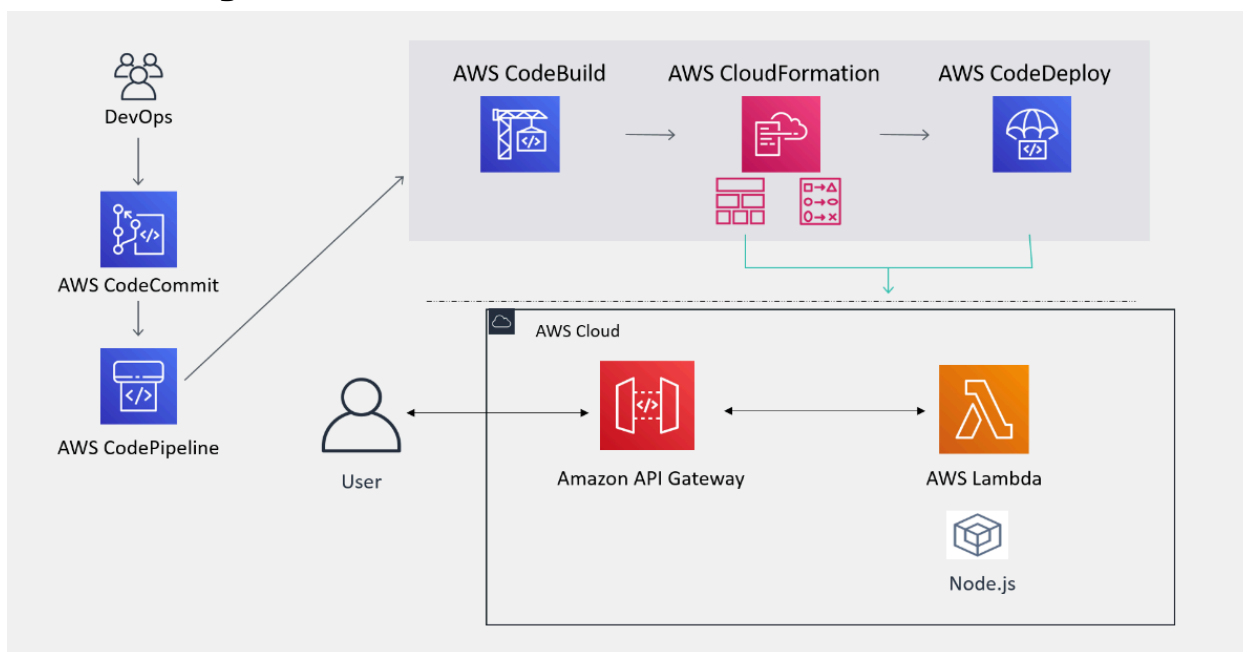 DevOps
AWS CodeCommit
AWS CodePipeline
AWS CodeBuild
AWS CloudFormation
AWS CodeDeploy
AWS Cloud
User
Amazon API Gateway
AWS Lambda
Node.js